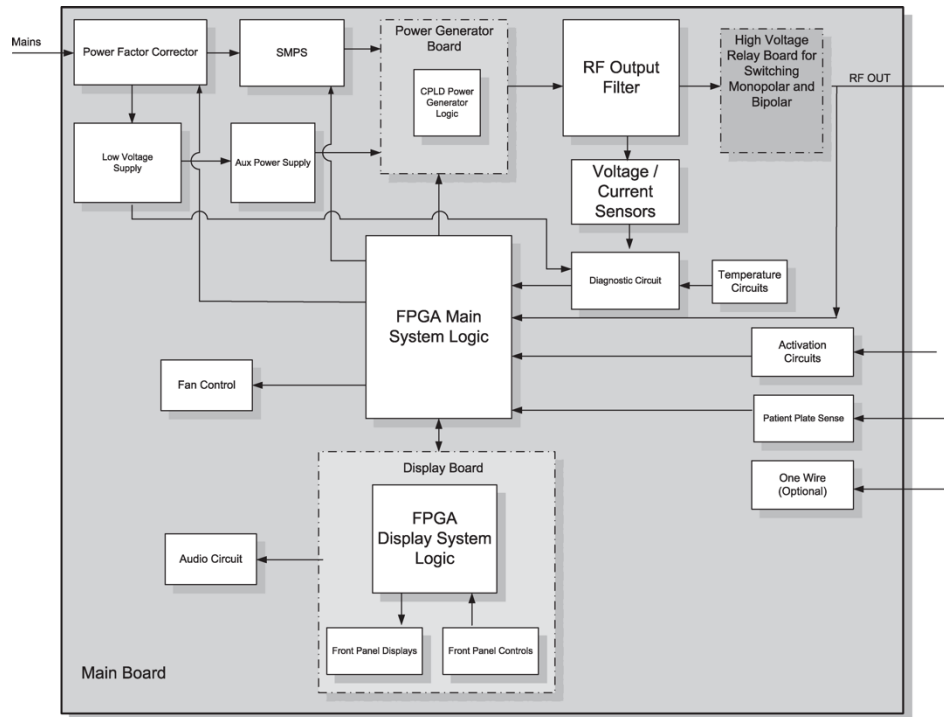 Mains
Power Factor Corrector
SMPS
Power Generator
Board
CPLD Power
Generator
Logic
RF Output
Filter
High Voltage
Relay Board for
Switching
Monopolar and
Bipolar
RF OUT
Low Voltage
Supply
Aux Power Supply
Voltage /
Current
Sensors
Diagnostic Circuit
Temperature
Circuits
FPGA Main
System Logic
Activation
Circuits
Fan Control
Patient Plate Sense
Display Board
One Wire
(Optional)
FPGA
Display System
Logic
Audio Circuit
Front Panel Displays
Front Panel Controls
Main Board